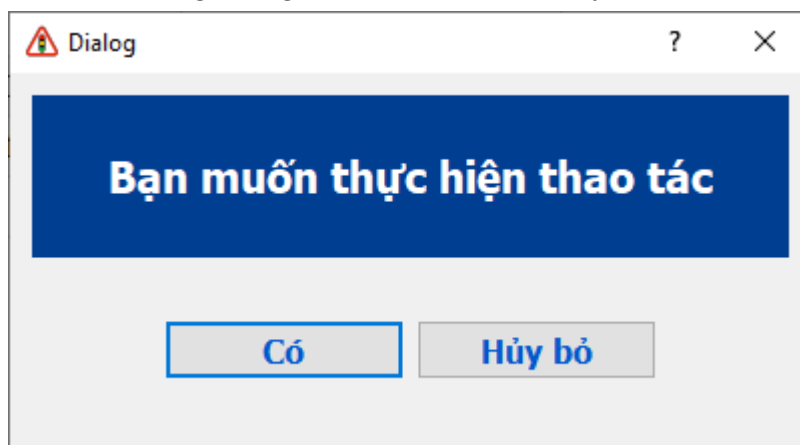 Dialog
?
Bạn muốn thực hiện thao tác
Có
Hủy bỏ